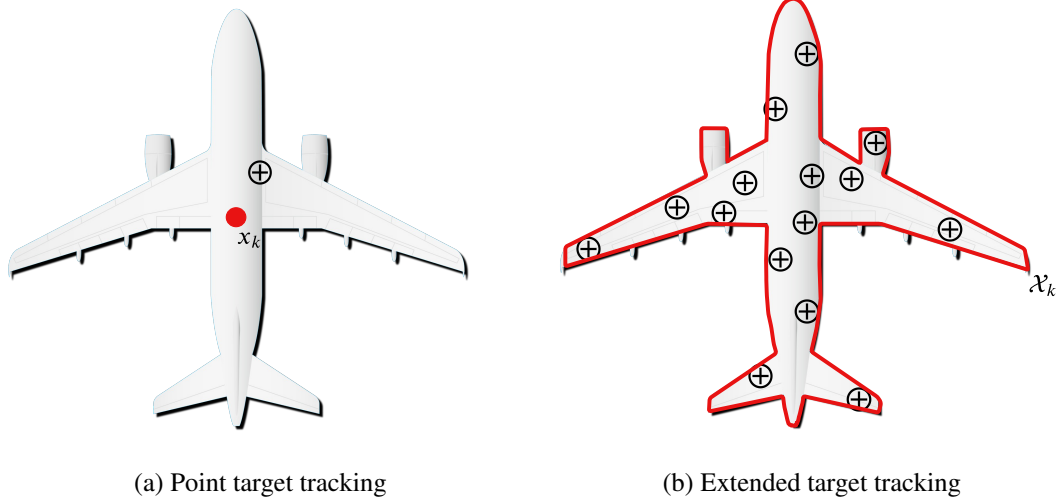 x_k
𝒳_k
(a) Point target tracking
(b) Extended target tracking